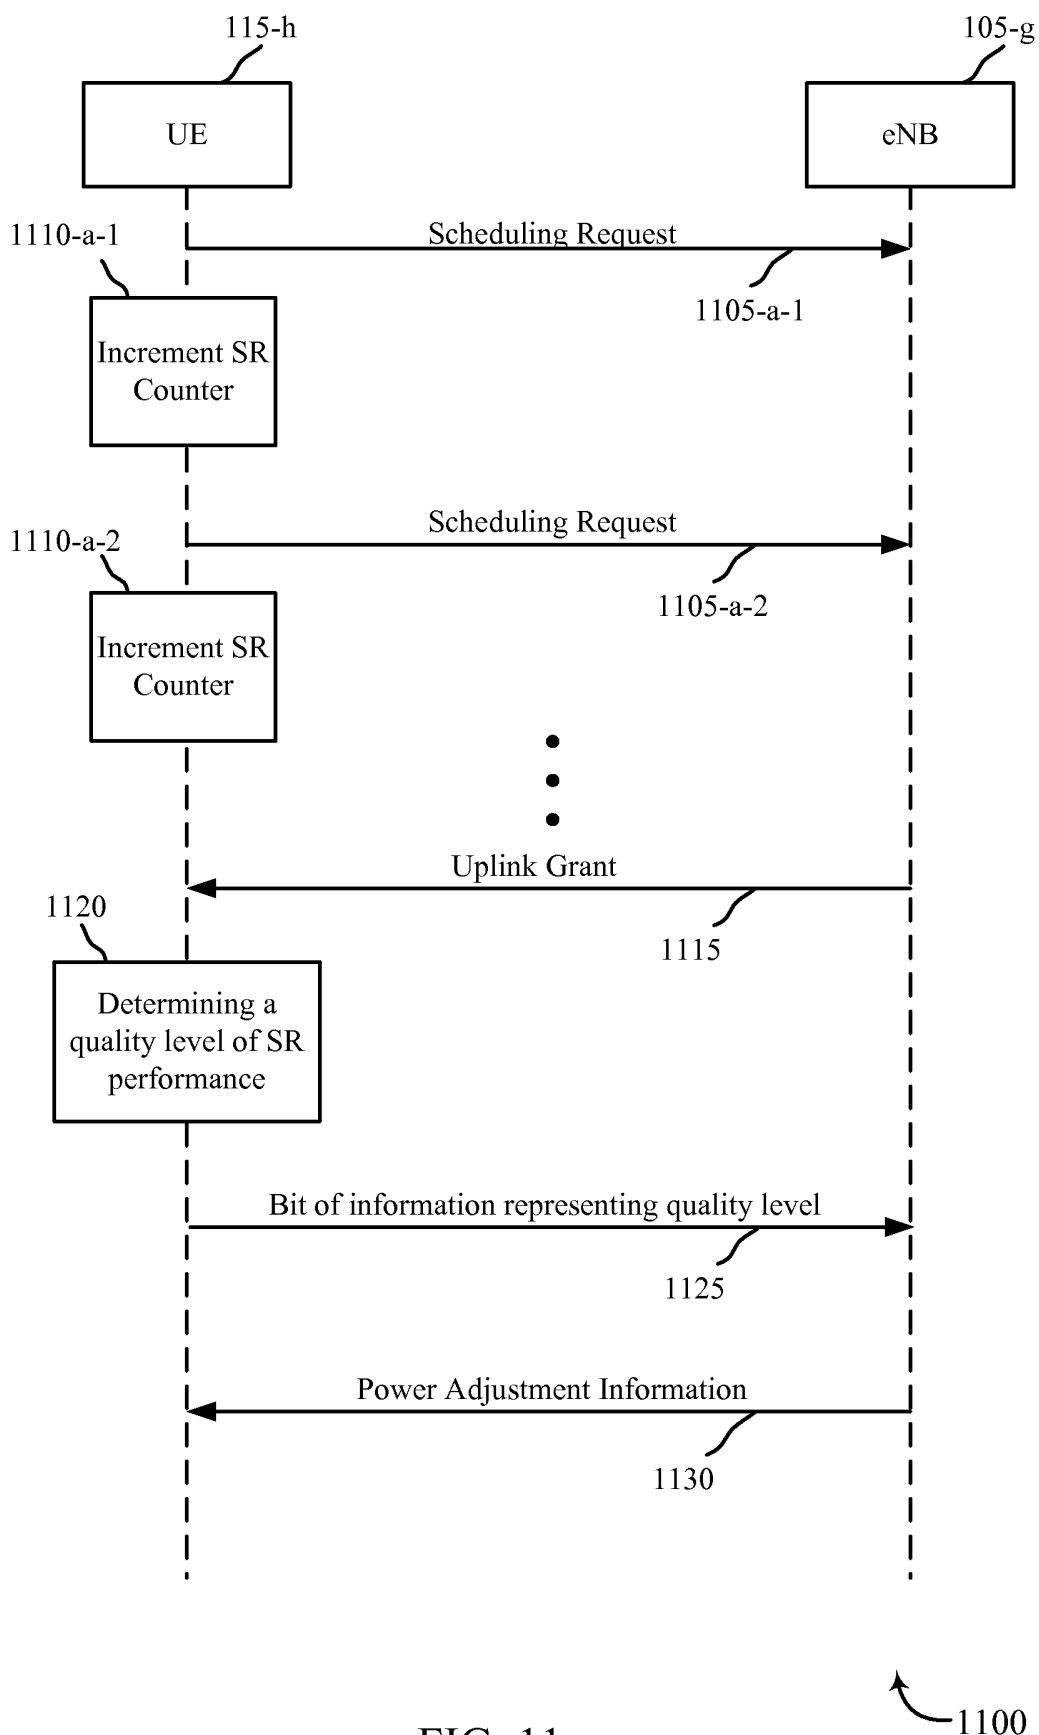 115-h
105-g
UE
eNB
1110-a-1
Scheduling Request
1105-a-1
Increment SR
Counter
1110-a-2
Scheduling Request
1105-a-2
Increment SR
Counter
Uplink Grant
1120
1115
Determining a
quality level of SR
performance
Bit of information representing quality level
1125
Power Adjustment Information
1130
1100
FIG. 11